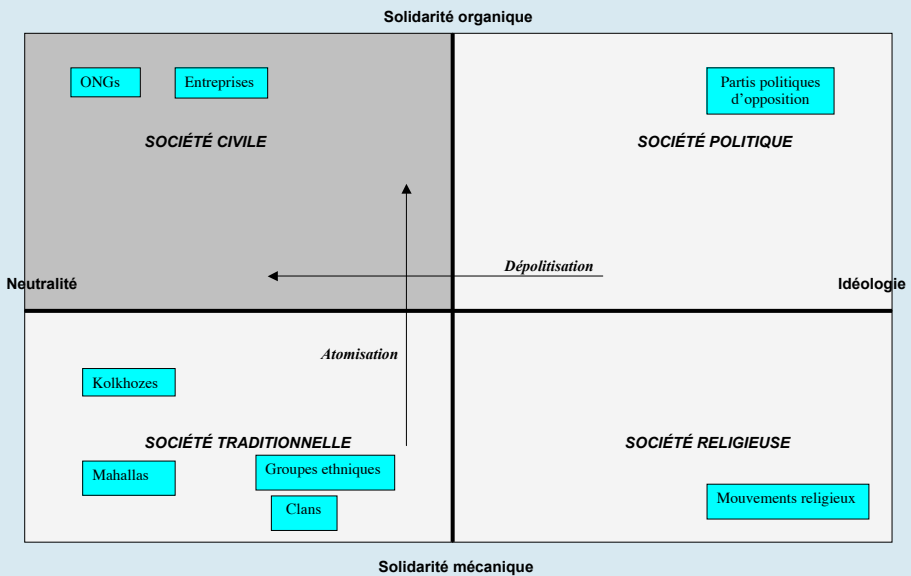 Solidarité organique
ONGs
Entreprises
Partis politiques
d’opposition
SOCIÉTÉ CIVILE
SOCIÉTÉ POLITIQUE
Dépolitisation
Neutralité
Idéologie
Atomisation
Kolkhozes
SOCIÉTÉ TRADITIONNELLE
SOCIÉTÉ RELIGIEUSE
Groupes ethniques
Mahallas
Mouvements religieux
Clans
Solidarité mécanique